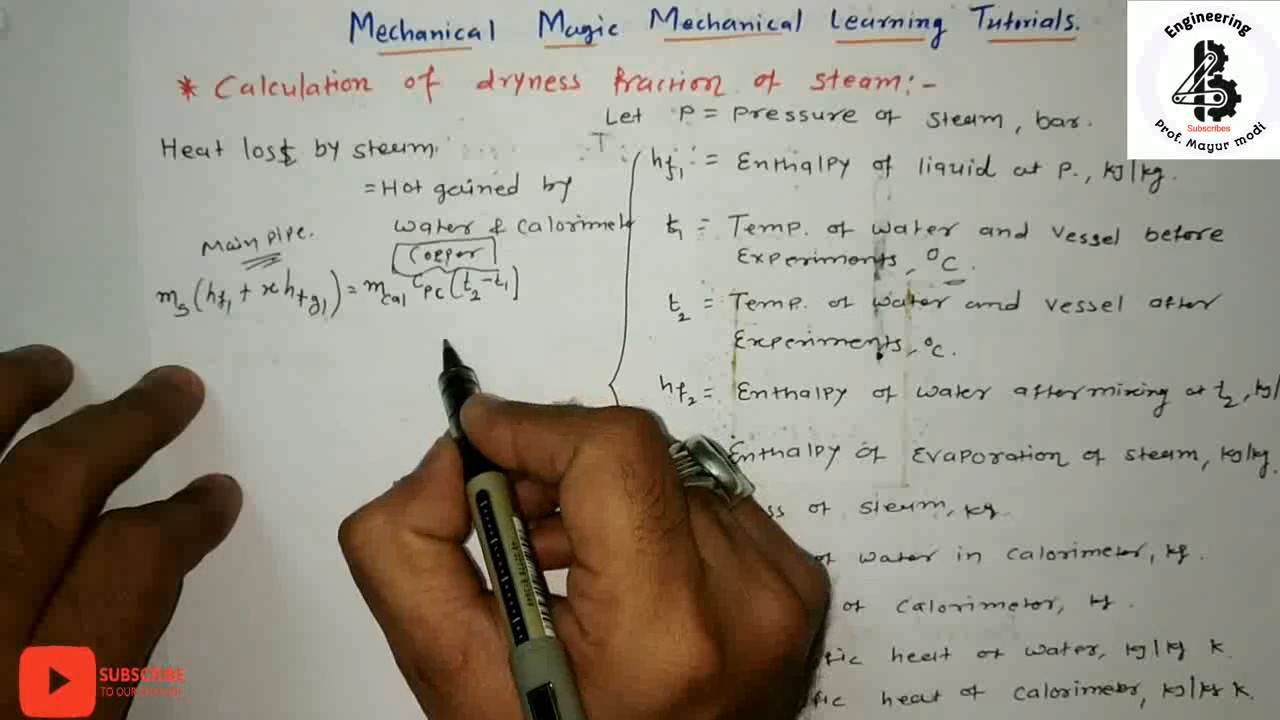 Mechanical Magic Mechanical Learning Tutorials.
* Calculation of dryness fraction of steam:-
Heat loss by steam
= Hot gained by
water & calorimeter
Main pipe.
Copper
ms (hf1 + x hfg1) = mcal CPC [t2 - t1]
Let P = Pressure of steam, bar.
hf1 = Enthalpy of liquid at P., kJ/kg.
t1 = Temp. of water and vessel before
Experiments, °C.
t2 = Temp. of water and vessel after
Experiments, °C.
hf2 = Enthalpy of water after mixing at t2, kJ/
Enthalpy of Evaporation of steam, kJ/kg.
ss of steam, kg.
of water in calorimeter, kg.
of calorimeter, kg.
fic heat of water, kJ/kg K.
fic heat of calorimeter, kJ/kg K.
Engineering
Subscribes
Prof. Mayur modi
SUBSCRIBE
TO OUR CHANNEL